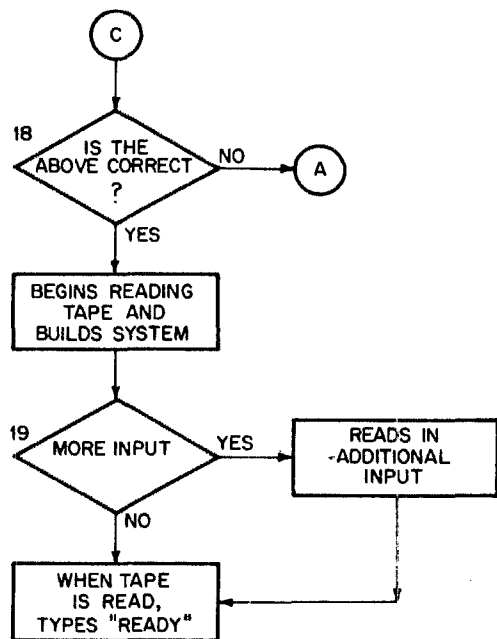 C
18
IS THE
ABOVE CORRECT
?
NO
A
YES
BEGINS READING
TAPE AND
BUILDS SYSTEM
19
MORE INPUT
YES
READS IN
ADDITIONAL
INPUT
NO
WHEN TAPE
IS READ,
TYPES "READY"